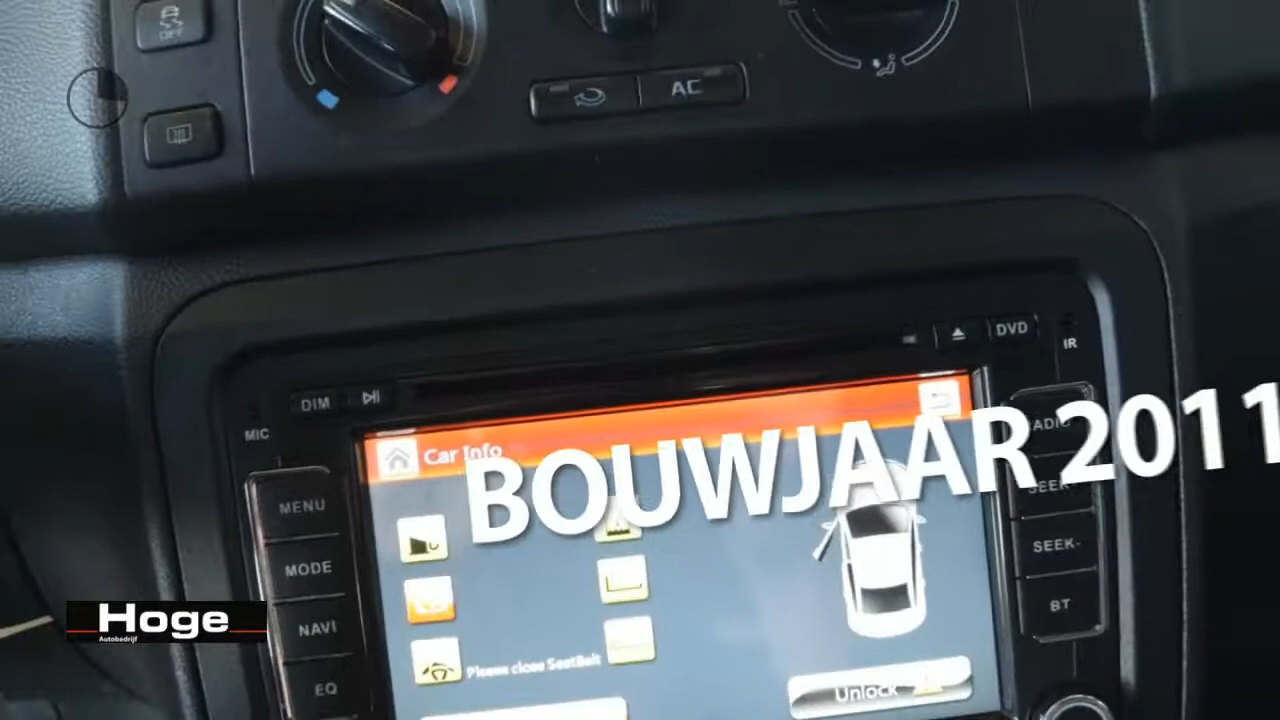 OFF
AC
DVD
IR
DIM
MIC
Car Info
BOUWJAAR 2011
MENU
MODE
NAVI
EQ
SEEK-
BT
Hoge
Autobedrijf
Please close SeatBelt
Unlock